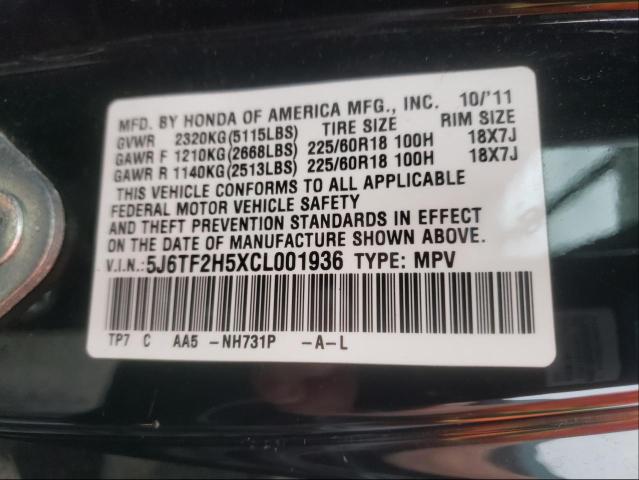 MFD. BY HONDA OF AMERICA MFG., INC. 10/'11
GVWR 2320KG(5115LBS) TIRE SIZE RIM SIZE
GAWR F 1210KG(2668LBS) 225/60R18 100H 18X7J
GAWR R 1140KG(2513LBS) 225/60R18 100H 18X7J
THIS VEHICLE CONFORMS TO ALL APPLICABLE
FEDERAL MOTOR VEHICLE SAFETY
AND THEFT PREVENTION STANDARDS IN EFFECT
ON THE DATE OF MANUFACTURE SHOWN ABOVE.
V.I.N.: 5J6TF2H5XCL001936 TYPE: MPV
TP7 C AA5 -NH731P -A-L